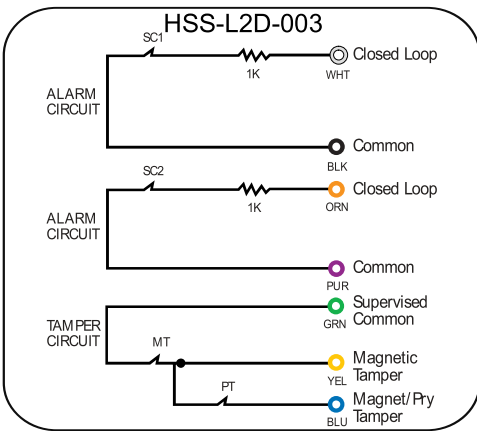 HSS-L2D-003
SC1
Closed Loop
1K
WHT
ALARM
CIRCUIT
Common
BLK
SC2
Closed Loop
1K
ORN
ALARM
CIRCUIT
Common
PUR
Supervised
Common
GRN
TAMPER
CIRCUIT
MT
Magnetic
Tamper
YEL
PT
Magnet/Pry
Tamper
BLU